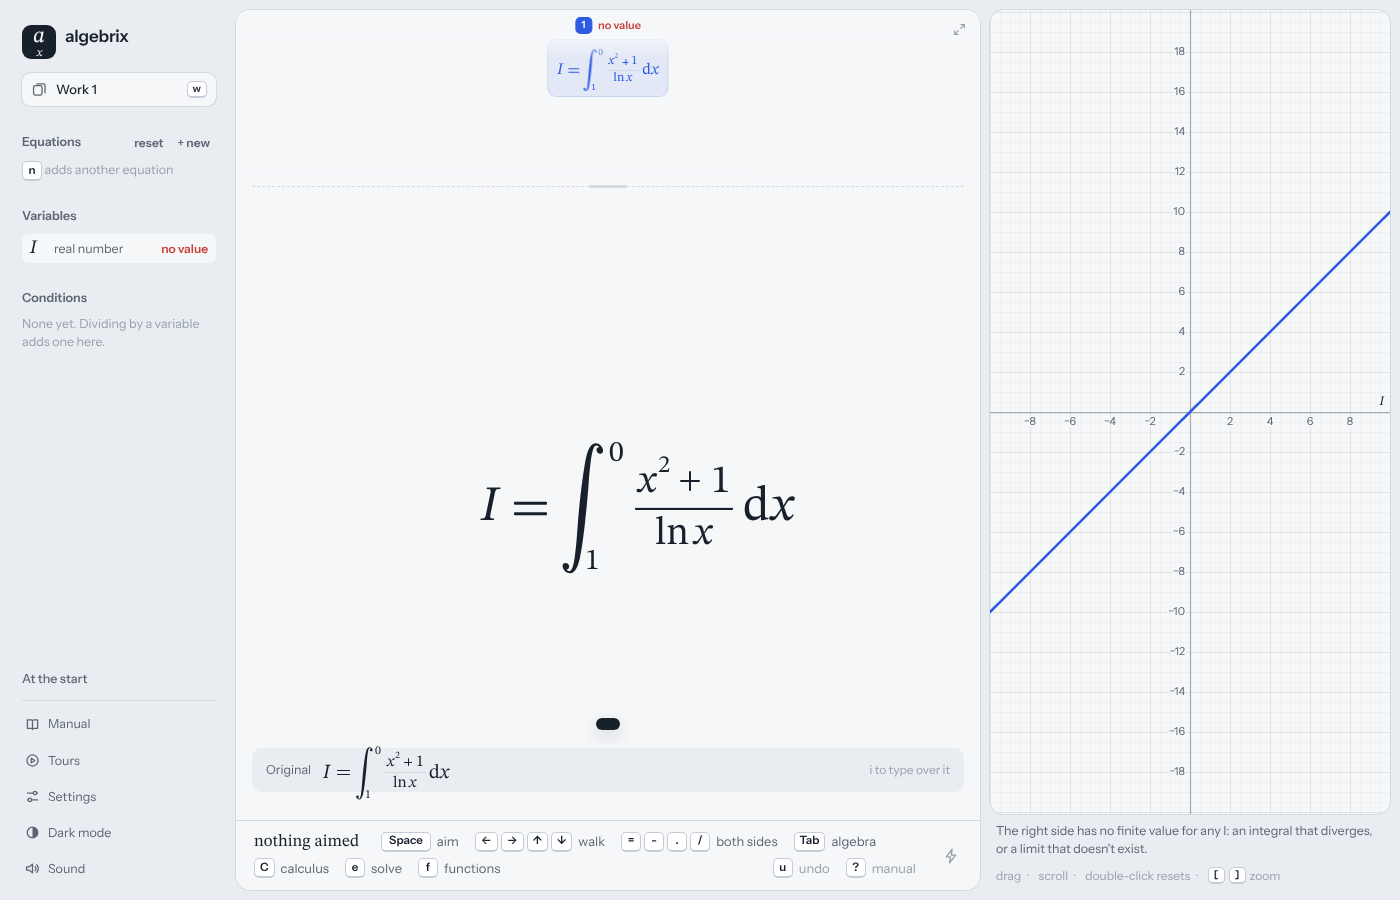 a
x
algebrix
Work 1 w
Equations reset + new
n adds another equation
Variables
I real number no value
Conditions
None yet. Dividing by a variable
adds one here.
At the start
Manual
Tours
Settings
Dark mode
Sound
1 no value
I = ∫₁⁰ (x² + 1)/(ln x) dx
I = ∫₁⁰ (x² + 1)/(ln x) dx
Original I = ∫₁⁰ (x² + 1)/(ln x) dx i to type over it
nothing aimed Space aim ← → ↑ ↓ walk = - . / both sides Tab algebra
C calculus e solve f functions u undo ? manual
18
16
14
12
10
8
6
4
2
I
-8 -6 -4 -2 2 4 6 8
-2
-4
-6
-8
-10
-12
-14
-16
-18
The right side has no finite value for any I: an integral that diverges,
or a limit that doesn't exist.
drag · scroll · double-click resets · [ ] zoom